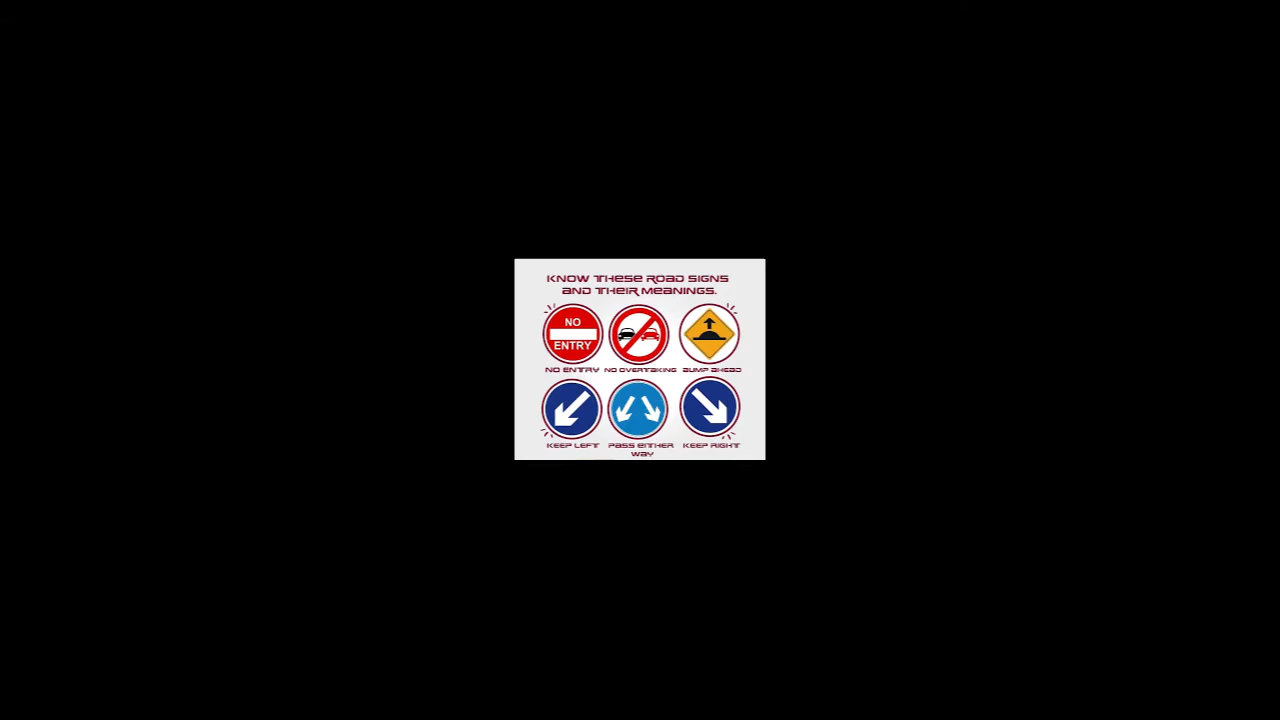 KNOW THESE ROAD SIGNS
AND THEIR MEANINGS.
NO
ENTRY
NO ENTRY
NO OVERTAKING
BUMP AHEAD
KEEP LEFT
PASS EITHER
WAY
KEEP RIGHT